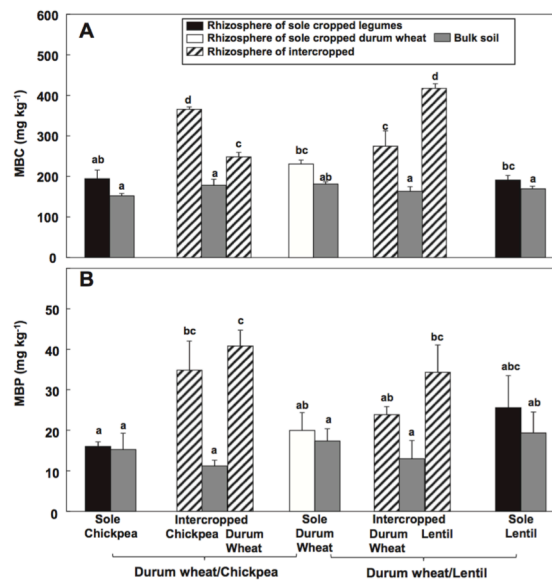 A
Rhizosphere of sole cropped legumes
Rhizosphere of sole cropped durum wheat
Bulk soil
Rhizosphere of intercropped
MBC (mg kg⁻¹)
600
500
400
300
200
100
0
ab
a
d
a
c
bc
ab
c
a
d
bc
a
B
MBP (mg kg⁻¹)
50
40
30
20
10
0
a
a
bc
a
c
ab
a
ab
a
bc
abc
ab
Sole
Chickpea
Intercropped
Chickpea Durum
Wheat
Sole
Durum
Wheat
Intercropped
Durum Lentil
Wheat
Sole
Lentil
Durum wheat/Chickpea
Durum wheat/Lentil